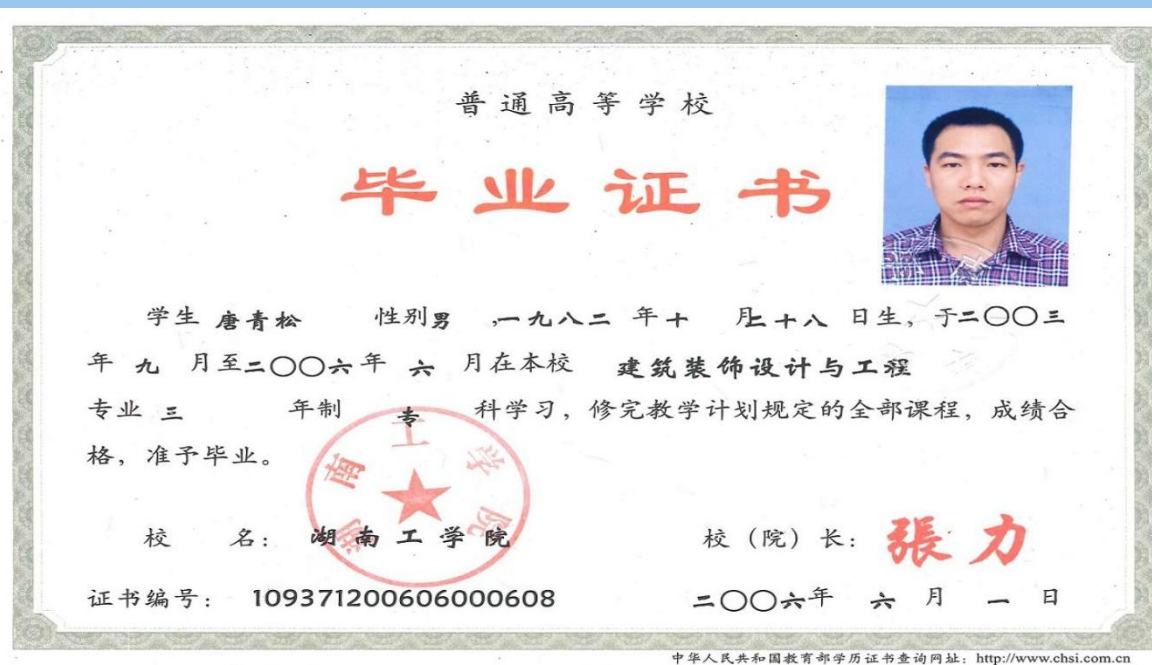 普通高等学校
毕业证书
学生 唐青松 性别男 ,一九八二 年十 月二十八 日生，于二〇〇三
年 九 月至二〇〇六年 六 月在本校 建筑装饰设计与工程
专业 三 年制 专 科学习，修完教学计划规定的全部课程，成绩合
格，准予毕业。
湖南工学院
校 名： 湖南工学院 校（院）长： 張力
证书编号： 109371200606000608 二〇〇六年 六 月 一 日
中华人民共和国教育部学历证书查询网址：http://www.chsi.com.cn